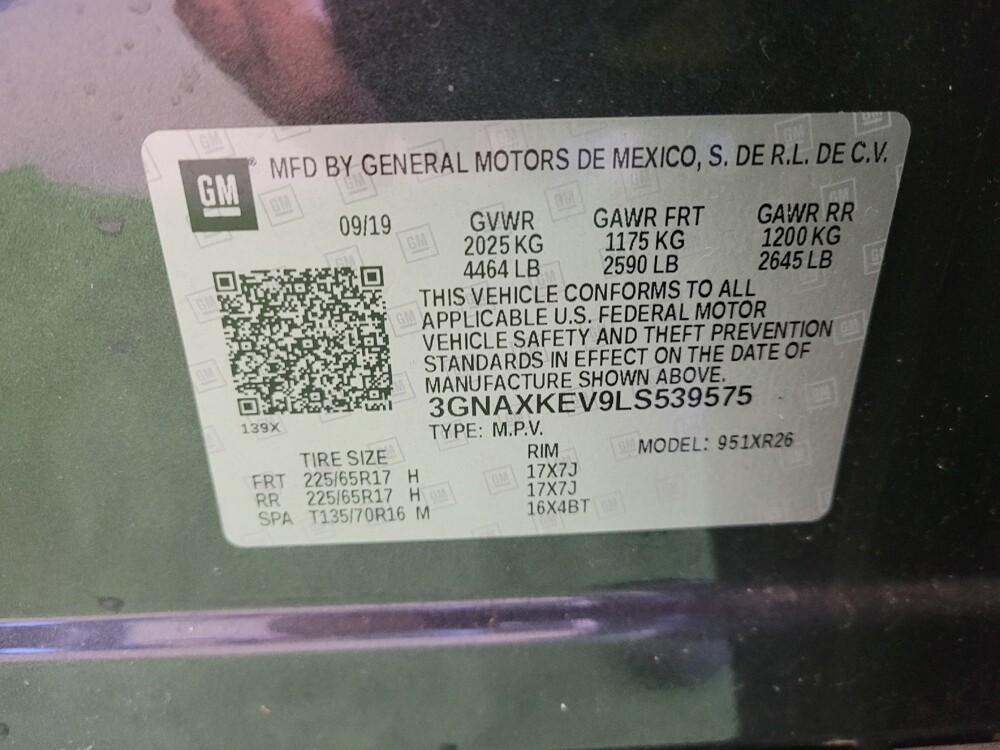 GM® MFD BY GENERAL MOTORS DE MEXICO, S. DE R.L. DE C.V.
09/19 GVWR GAWR FRT GAWR RR
2025 KG 1175 KG 1200 KG
4464 LB 2590 LB 2645 LB
THIS VEHICLE CONFORMS TO ALL
APPLICABLE U.S. FEDERAL MOTOR
VEHICLE SAFETY AND THEFT PREVENTION
STANDARDS IN EFFECT ON THE DATE OF
MANUFACTURE SHOWN ABOVE.
3GNAXKEV9LS539575
139X TYPE: M.P.V. MODEL: 951XR26
TIRE SIZE RIM
FRT 225/65R17 H 17X7J
RR 225/65R17 H 17X7J
SPA T135/70R16 M 16X4BT